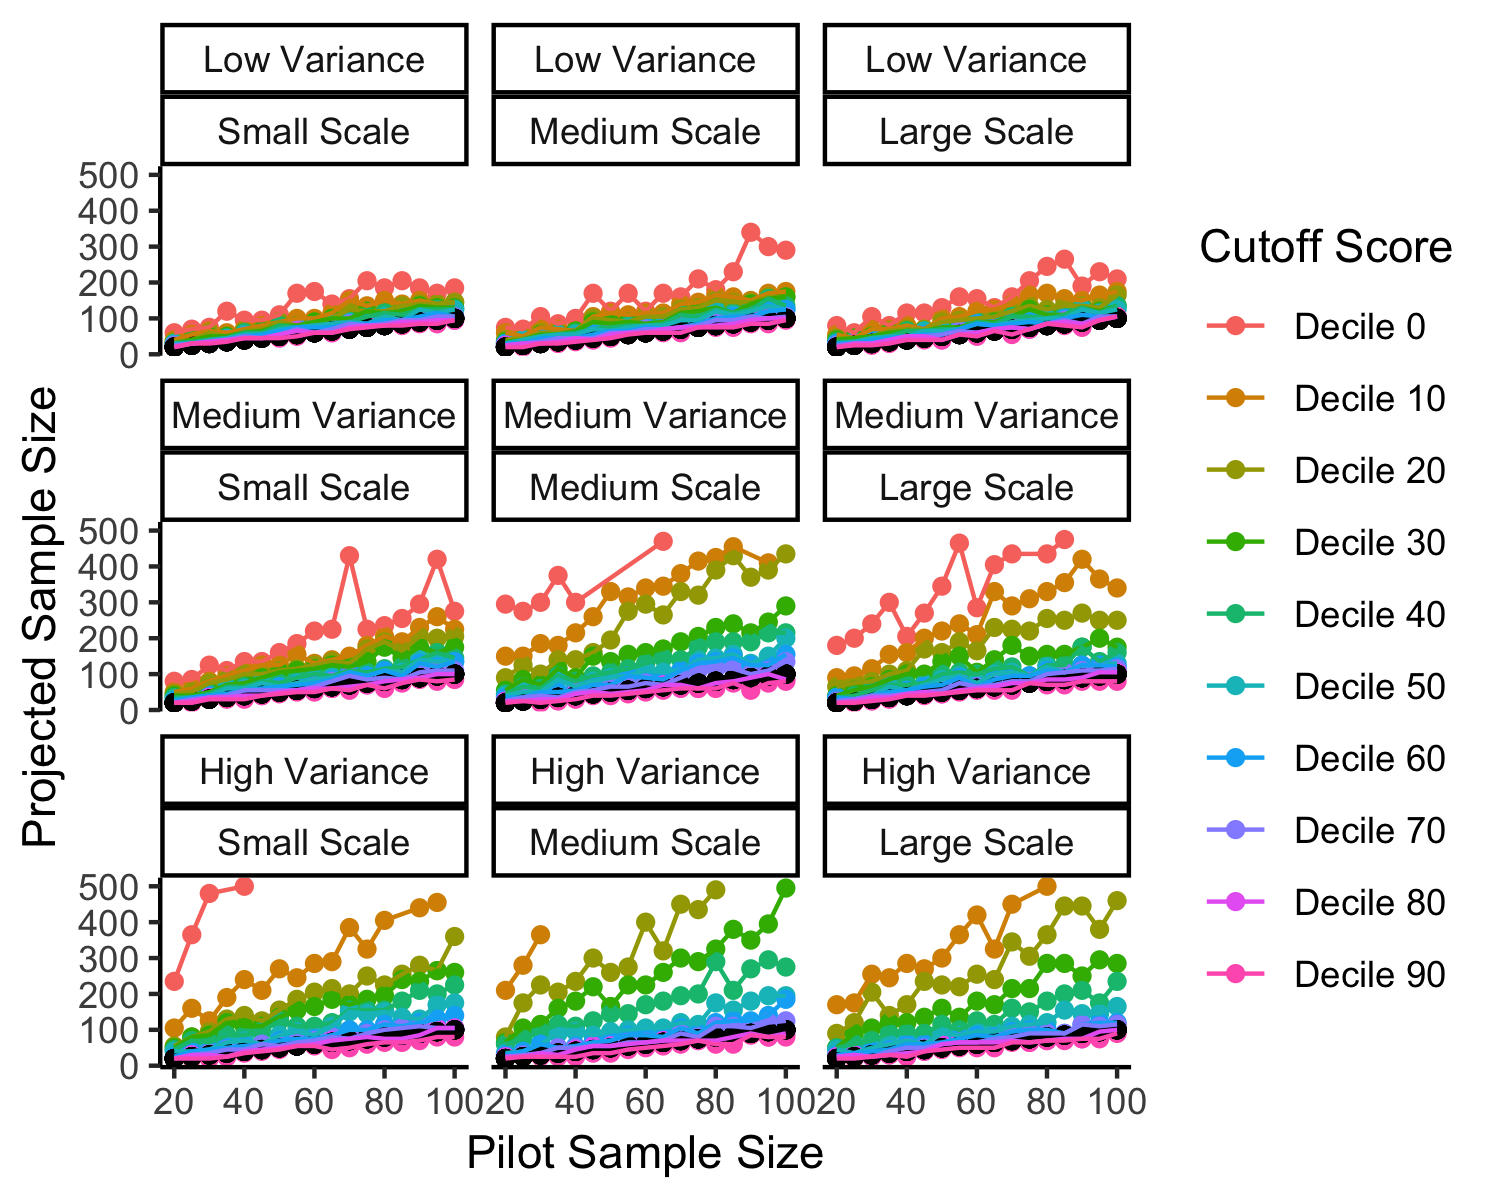 Low Variance
Low Variance
Low Variance
Small Scale
Medium Scale
Large Scale
500
400
300
200
100
0
Medium Variance
Medium Variance
Medium Variance
Small Scale
Medium Scale
Large Scale
500
400
300
200
100
0
High Variance
High Variance
High Variance
Small Scale
Medium Scale
Large Scale
500
400
300
200
100
0
20 40 60 80 100
20 40 60 80 100
20 40 60 80 100
Pilot Sample Size
Projected Sample Size
Cutoff Score
Decile 0
Decile 10
Decile 20
Decile 30
Decile 40
Decile 50
Decile 60
Decile 70
Decile 80
Decile 90